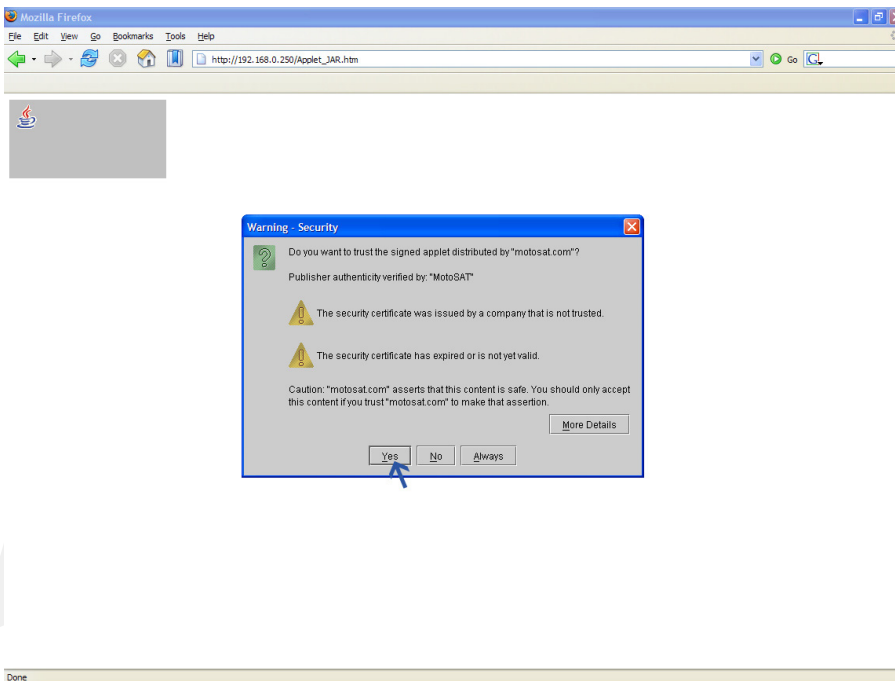 Mozilla Firefox
File Edit View Go Bookmarks Tools Help
http://192.168.0.250/Applet_JAR.htm Go G
Warning - Security
Do you want to trust the signed applet distributed by "motosat.com"?
Publisher authenticity verified by: "MotoSAT"
The security certificate was issued by a company that is not trusted.
The security certificate has expired or is not yet valid.
Caution: "motosat.com" asserts that this content is safe. You should only accept
this content if you trust "motosat.com" to make that assertion.
More Details
Yes No Always
Done